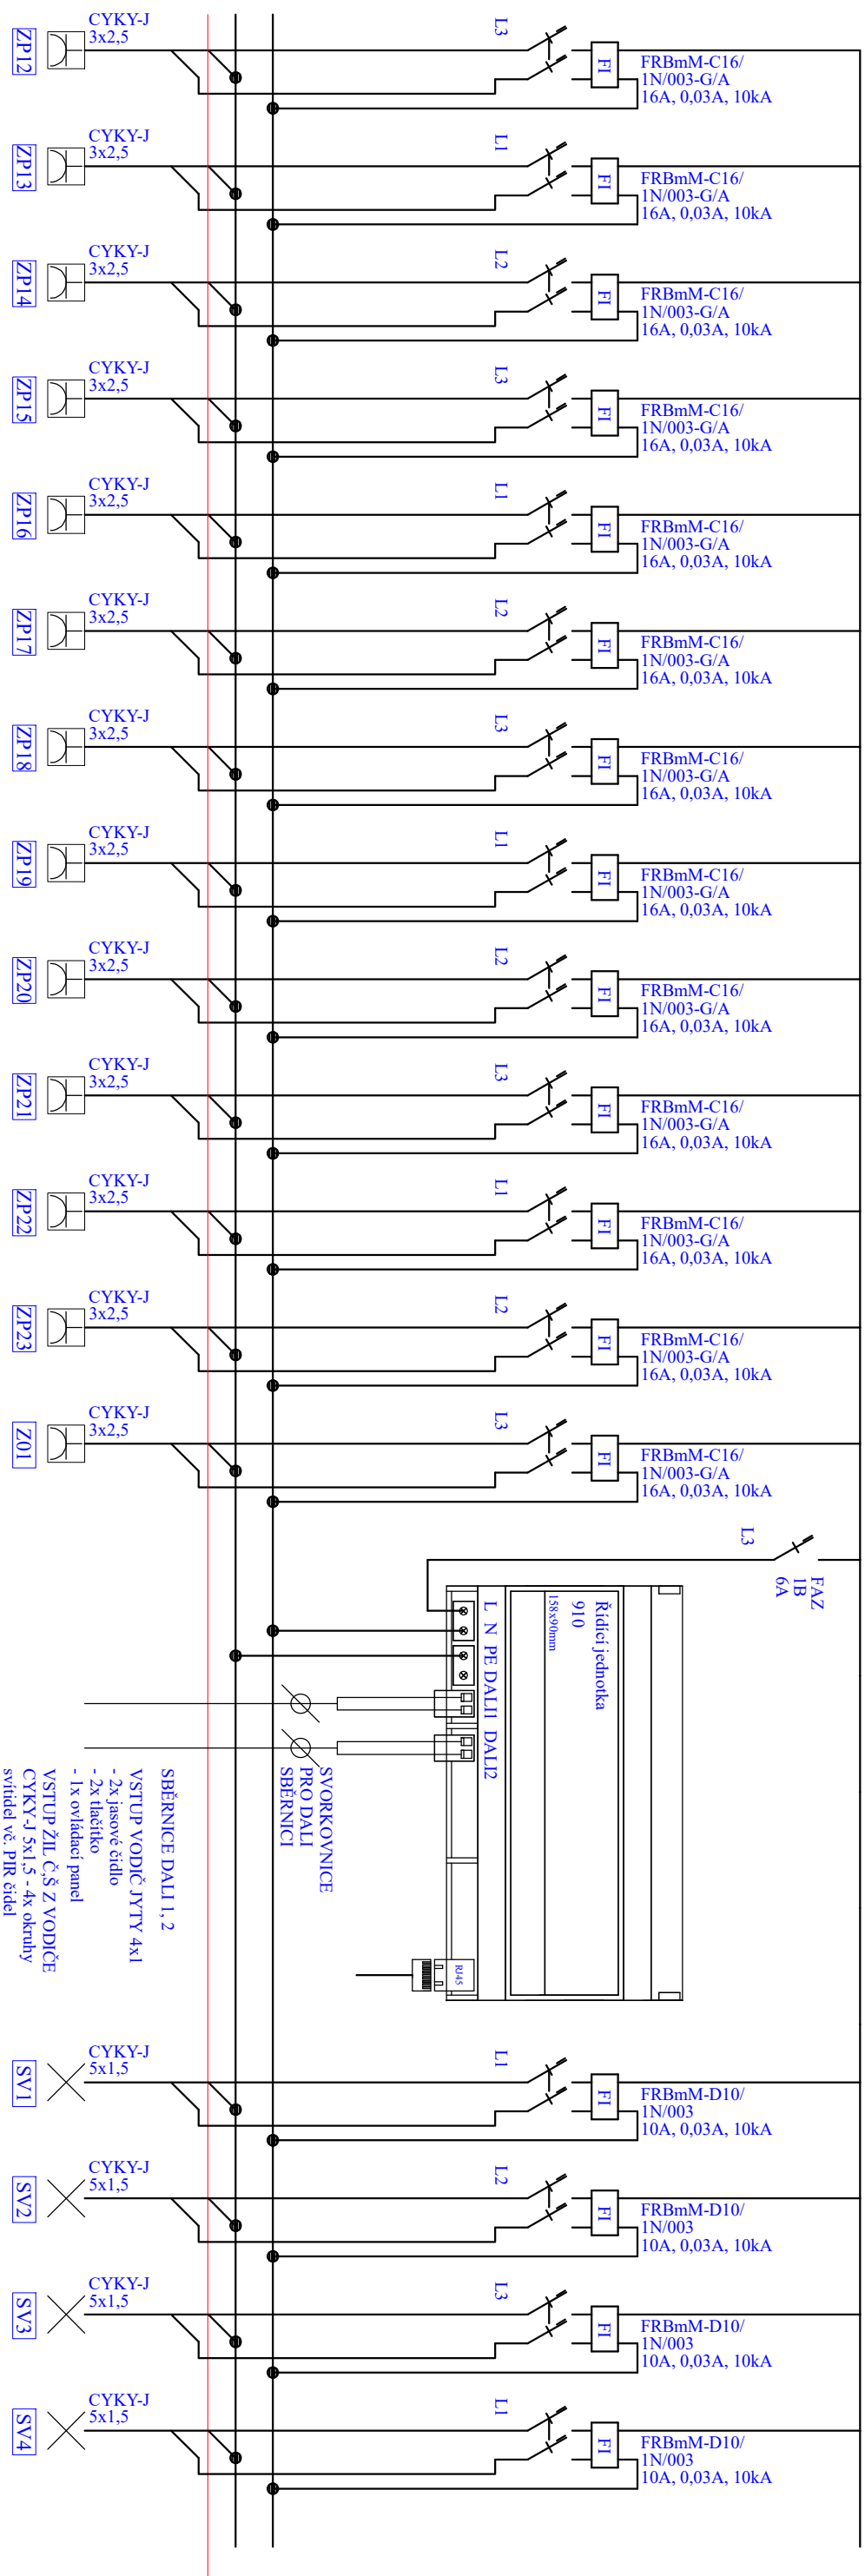 ZP12
CYKY-J
3x2,5
L3
FI
FRBmM-C16/
1N/003-G/A
16A, 0,03A, 10kA
ZP13
CYKY-J
3x2,5
L1
FI
FRBmM-C16/
1N/003-G/A
16A, 0,03A, 10kA
ZP14
CYKY-J
3x2,5
L2
FI
FRBmM-C16/
1N/003-G/A
16A, 0,03A, 10kA
ZP15
CYKY-J
3x2,5
L3
FI
FRBmM-C16/
1N/003-G/A
16A, 0,03A, 10kA
ZP16
CYKY-J
3x2,5
L1
FI
FRBmM-C16/
1N/003-G/A
16A, 0,03A, 10kA
ZP17
CYKY-J
3x2,5
L2
FI
FRBmM-C16/
1N/003-G/A
16A, 0,03A, 10kA
ZP18
CYKY-J
3x2,5
L3
FI
FRBmM-C16/
1N/003-G/A
16A, 0,03A, 10kA
ZP19
CYKY-J
3x2,5
L1
FI
FRBmM-C16/
1N/003-G/A
16A, 0,03A, 10kA
ZP20
CYKY-J
3x2,5
L2
FI
FRBmM-C16/
1N/003-G/A
16A, 0,03A, 10kA
ZP21
CYKY-J
3x2,5
L3
FI
FRBmM-C16/
1N/003-G/A
16A, 0,03A, 10kA
ZP22
CYKY-J
3x2,5
L1
FI
FRBmM-C16/
1N/003-G/A
16A, 0,03A, 10kA
ZP23
CYKY-J
3x2,5
L2
FI
FRBmM-C16/
1N/003-G/A
16A, 0,03A, 10kA
Z01
CYKY-J
3x2,5
L3
FI
FRBmM-C16/
1N/003-G/A
16A, 0,03A, 10kA
L3
FAZ
1B
6A
Řídící jednotka
910
158x90mm
L N PE DALI1 DALI2
RJ45
SVORKOVNICE
PRO DALI
SBĚRNICI
SBĚRNICE DALI 1, 2
VSTUP VODIČ JYTY 4x1
- 2x jasové čidlo
- 2x tlačítko
- 1x ovládací panel
VSTUP ŽIL Č,Š Z VODIČE
CYKY-J 5x1,5 - 4x okruhy
svítidel vč. PIR čidel
SV1
CYKY-J
5x1,5
L1
FI
FRBmM-D10/
1N/003
10A, 0,03A, 10kA
SV2
CYKY-J
5x1,5
L2
FI
FRBmM-D10/
1N/003
10A, 0,03A, 10kA
SV3
CYKY-J
5x1,5
L3
FI
FRBmM-D10/
1N/003
10A, 0,03A, 10kA
SV4
CYKY-J
5x1,5
L1
FI
FRBmM-D10/
1N/003
10A, 0,03A, 10kA